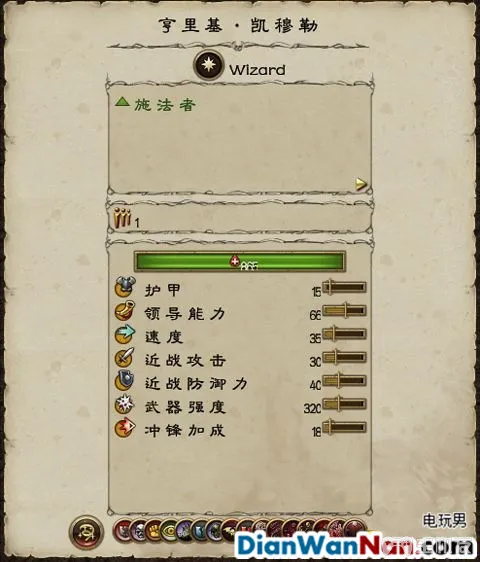 亨里基·凯穆勒
Wizard
施法者
1
865
护甲 15
领导能力 66
速度 35
近战攻击 30
近战防御力 40
武器强度 320
冲锋加成 18
电玩男
DianWanNan.com